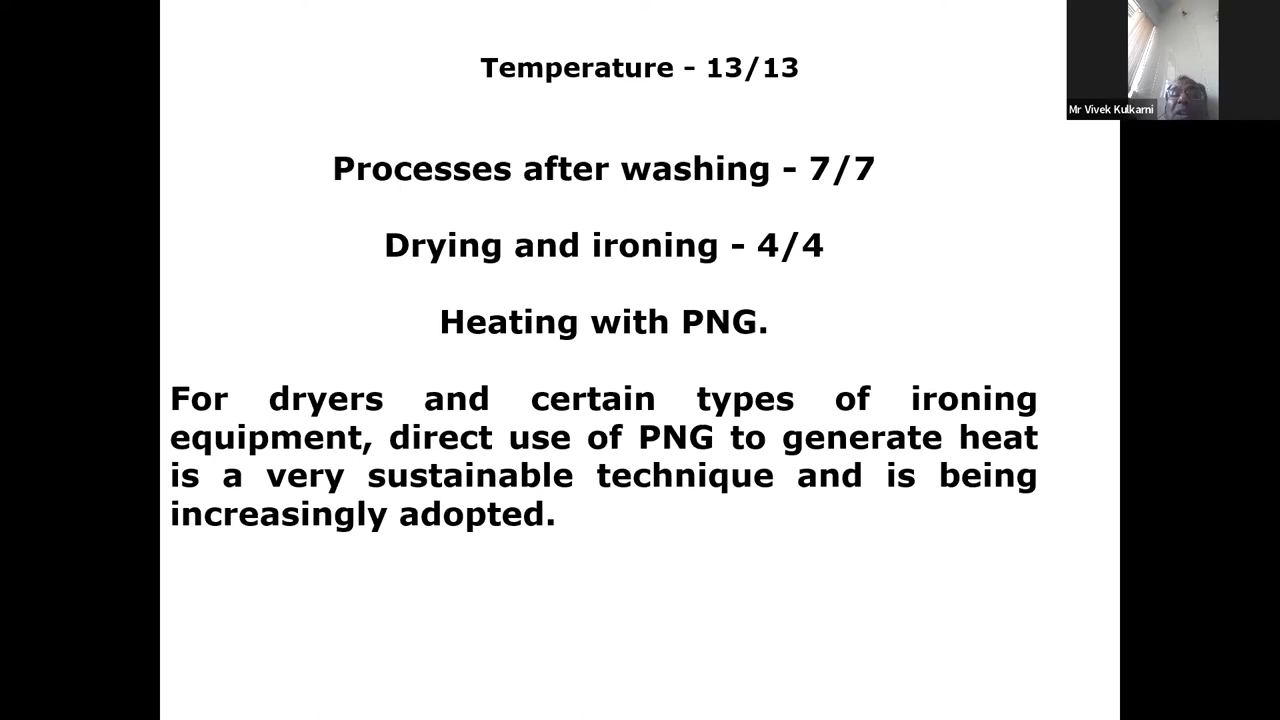 Temperature - 13/13
Mr Vivek Kulkarni
Processes after washing - 7/7
Drying and ironing - 4/4
Heating with PNG.
For dryers and certain types of ironing
equipment, direct use of PNG to generate heat
is a very sustainable technique and is being
increasingly adopted.